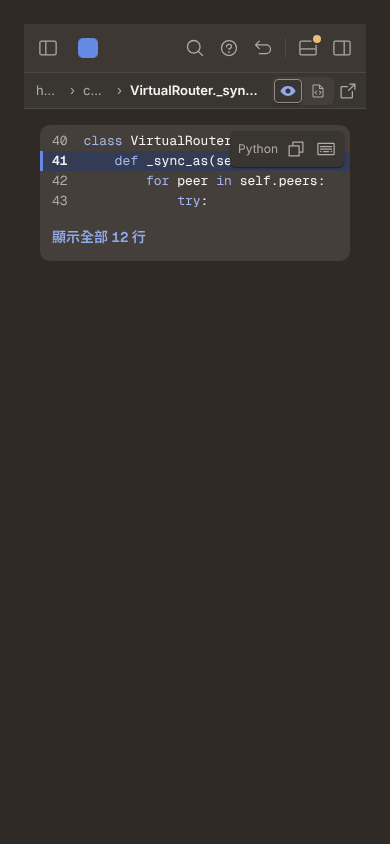 h... › c... › VirtualRouter._syn...
40 class VirtualRouter
Python
41 def _sync_as(se
42 for peer in self.peers:
43 try:
顯示全部 12 行